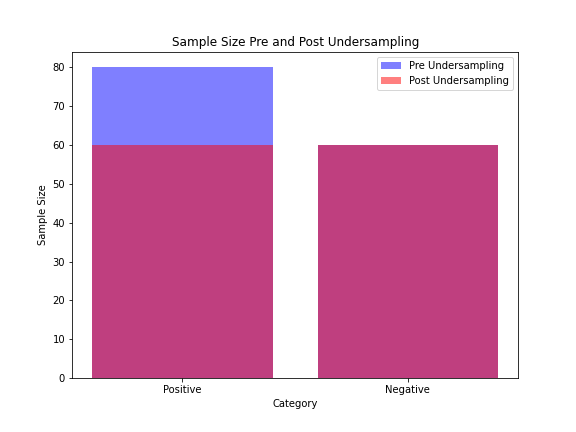 Sample Size Pre and Post Undersampling
Pre Undersampling
Post Undersampling
80
70
60
50
40
30
20
10
0
Sample Size
Positive
Negative
Category